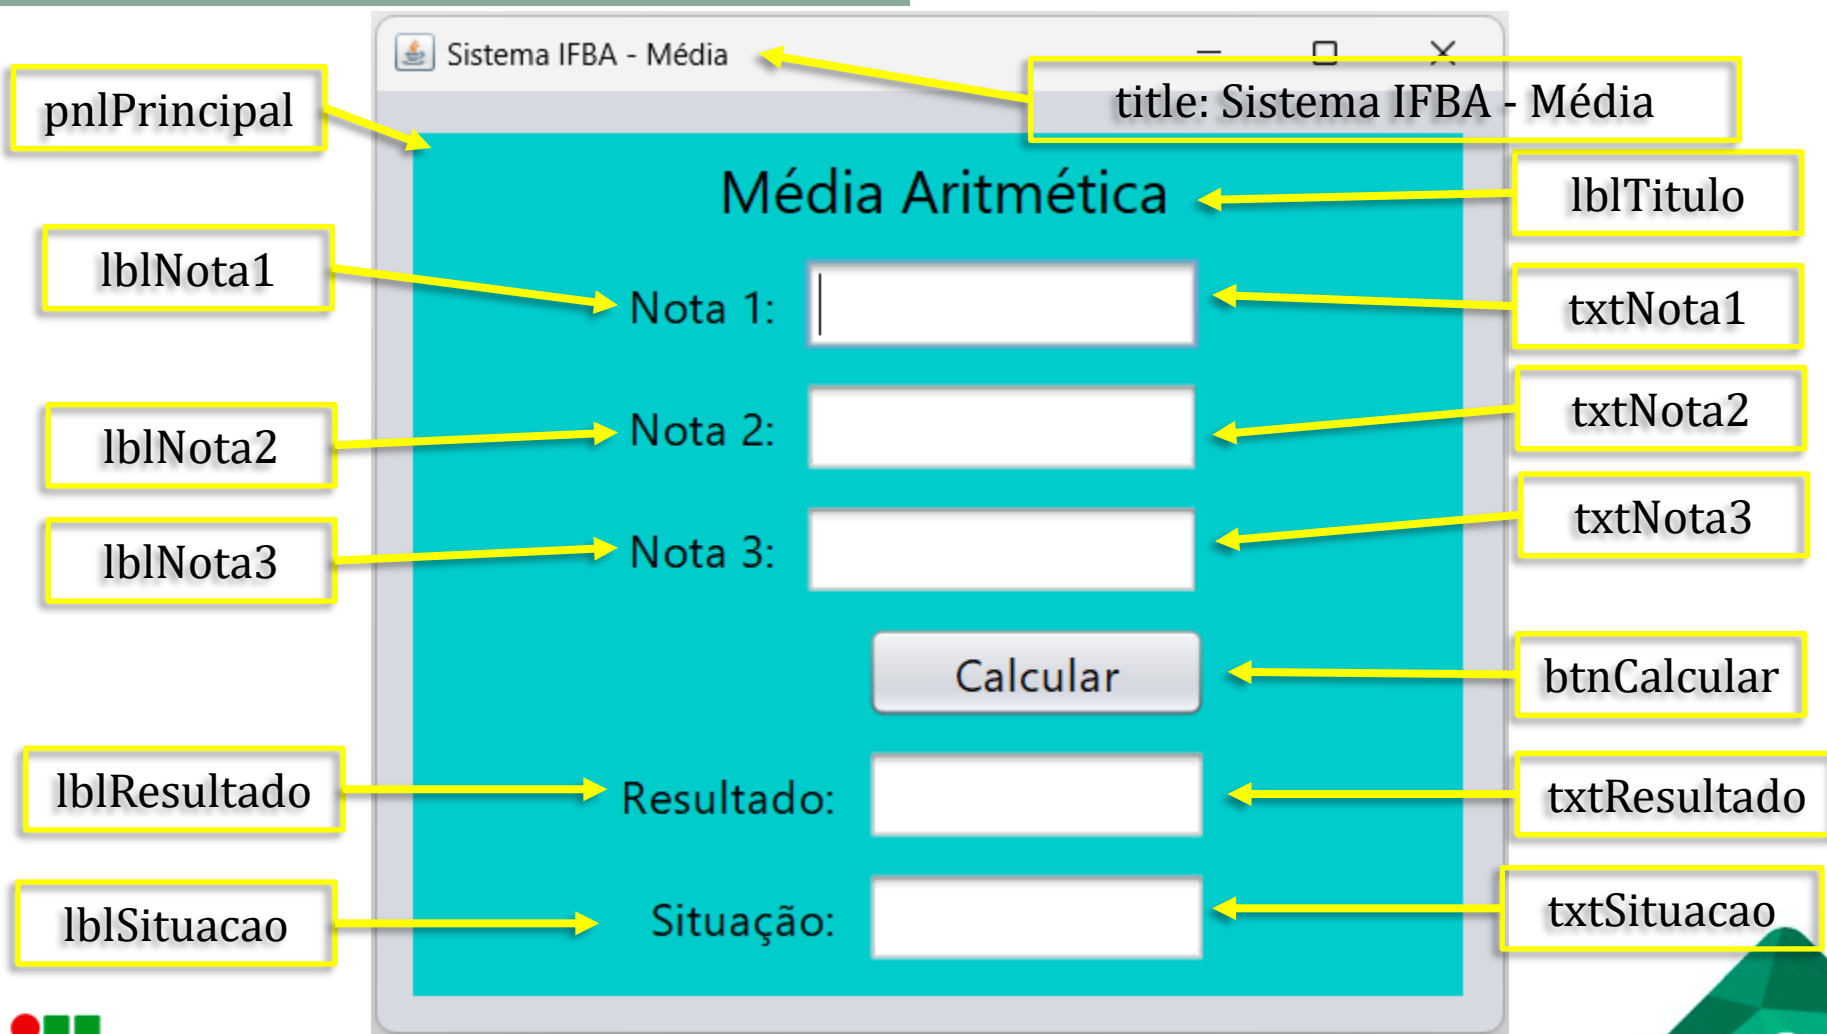 Sistema IFBA - Média
title: Sistema IFBA - Média
pnlPrincipal
Média Aritmética
lblTitulo
lblNota1
Nota 1:
txtNota1
lblNota2
Nota 2:
txtNota2
lblNota3
Nota 3:
txtNota3
Calcular
btnCalcular
lblResultado
Resultado:
txtResultado
lblSituacao
Situação:
txtSituacao